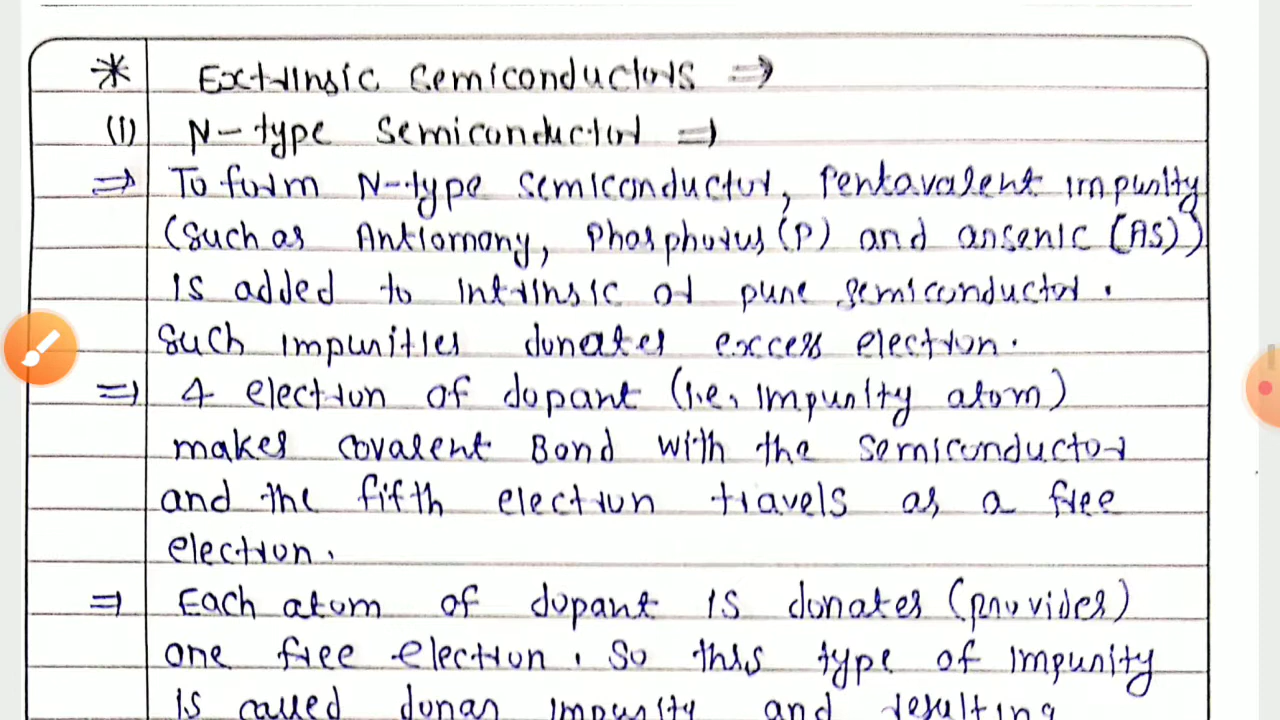 * Extrinsic semiconductors ⇒
(1) N-type semiconductor ⇒
⇒ To form N-type semiconductor, Pentavalent impurity
(such as Antiomony, Phosphorus (P) and arsenic (As))
is added to intrinsic or pure semiconductor.
Such impurities donates excess electron.
⇒ 4 electron of dopant (i.e. impurity atom)
makes covalent Bond with the semiconductor
and the fifth electron travels as a free
electron.
⇒ Each atom of dopant is donates (provides)
one free electron. So this type of impurity
is called donar impurity and resulting